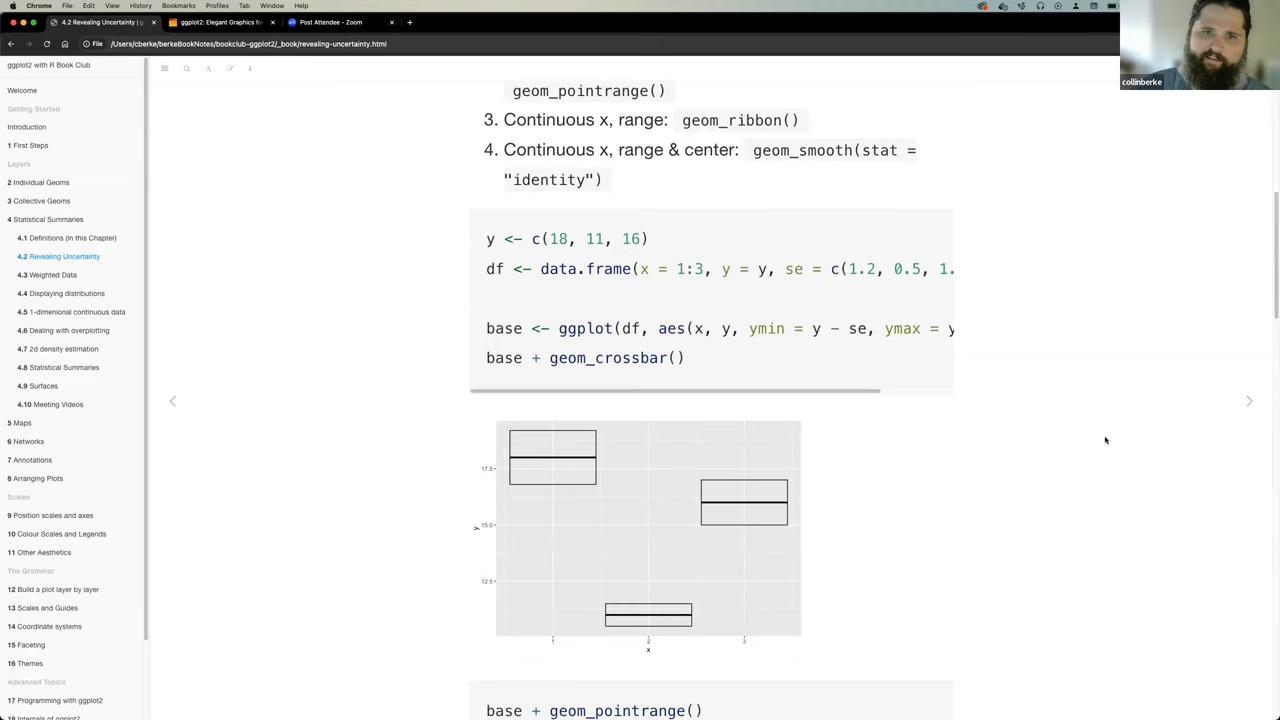 Chrome File Edit View History Bookmarks Profiles Tab Window Help
4.2 Revealing Uncertainty | g
ggplot2: Elegant Graphics fo
Post Attendee - Zoom
File /Users/cberke/berkeBookNotes/bookclub-ggplot2/_book/revealing-uncertainty.html
collinberke
ggplot2 with R Book Club
Welcome
Getting Started
Introduction
1 First Steps
Layers
2 Individual Geoms
3 Collective Geoms
4 Statistical Summaries
4.1 Definitions (in this Chapter)
4.2 Revealing Uncertainty
4.3 Weighted Data
4.4 Displaying distributions
4.5 1-dimenional continuous data
4.6 Dealing with overplotting
4.7 2d density estimation
4.8 Statistical Summaries
4.9 Surfaces
4.10 Meeting Videos
5 Maps
6 Networks
7 Annotations
8 Arranging Plots
Scales
9 Position scales and axes
10 Colour Scales and Legends
11 Other Aesthetics
The Grammar
12 Build a plot layer by layer
13 Scales and Guides
14 Coordinate systems
15 Faceting
16 Themes
Advanced Topics
17 Programming with ggplot2
18 Internals of ggplot2
geom_pointrange()
3. Continuous x, range: geom_ribbon()
4. Continuous x, range & center: geom_smooth(stat =
"identity")
y <- c(18, 11, 16)
df <- data.frame(x = 1:3, y = y, se = c(1.2, 0.5, 1.
base <- ggplot(df, aes(x, y, ymin = y - se, ymax = y
base + geom_crossbar()
17.5
15.0
12.5
y
1 2 3
x
base + geom_pointrange()